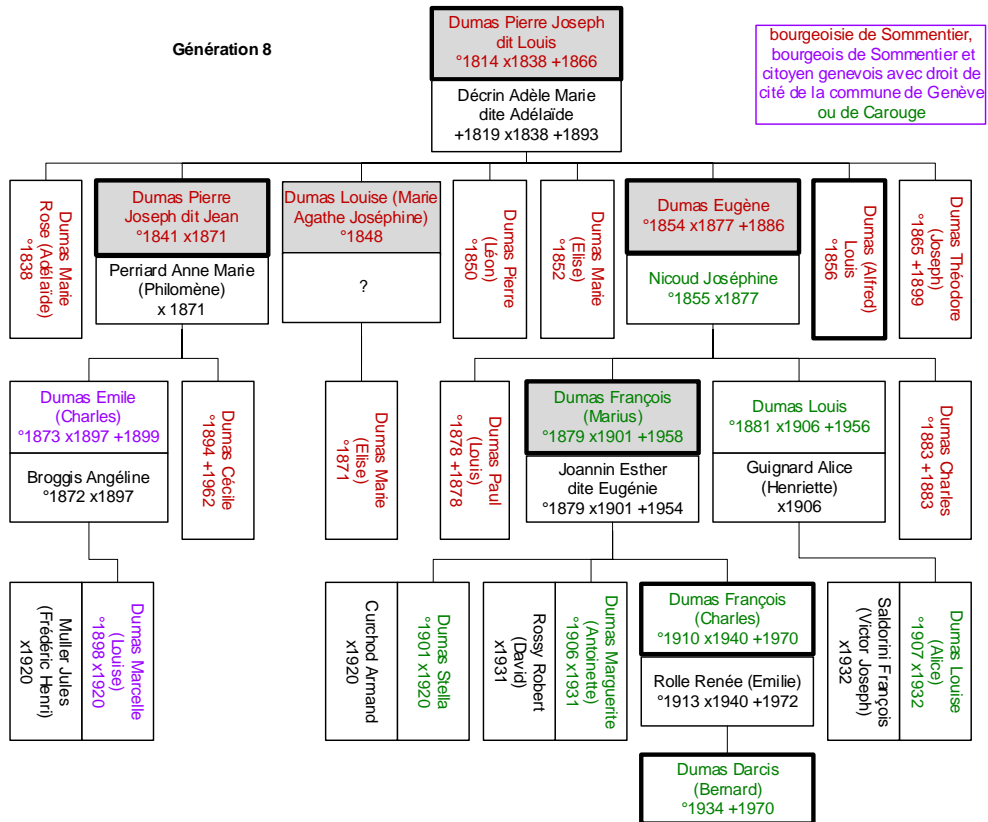 Génération 8
Dumas Pierre Joseph
dit Louis
°1814 x1838 +1866
Décrin Adèle Marie
dite Adélaïde
+1819 x1838 +1893
bourgeoisie de Sommentier,
bourgeois de Sommentier et
citoyen genevois avec droit de
cité de la commune de Genève
ou de Carouge
Dumas Marie
Rose (Adélaïde)
°1838
Dumas Pierre
Joseph dit Jean
°1841 x1871
Perriard Anne Marie
(Philomène)
x 1871
Dumas Louise (Marie
Agathe Joséphine)
°1848
?
Dumas Pierre
(Léon)
°1850
Dumas Marie
(Elise)
°1852
Dumas Eugène
°1854 x1877 +1886
Nicoud Joséphine
°1855 x1877
Dumas (Alfred)
Louis
°1856
Dumas Théodore
(Joseph)
°1865 +1899
Dumas Emile
(Charles)
°1873 x1897 +1899
Broggis Angéline
°1872 x1897
Dumas Cécile
°1894 +1962
Dumas Marie
(Elise)
°1871
Dumas Paul
(Louis)
°1878 +1878
Dumas François
(Marius)
°1879 x1901 +1958
Joannin Esther
dite Eugénie
°1879 x1901 +1954
Dumas Louis
°1881 x1906 +1956
Guignard Alice
(Henriette)
x1906
Dumas Charles
°1883 +1883
Muller Jules
(Frédéric Henri)
x1920
Dumas Marcelle
(Louise)
°1898 x1920
Curchod Armand
x1920
Dumas Stella
°1901 x1920
Rossy Robert
(David)
x1931
Dumas Marguerite
(Antoinette)
°1906 x1931
Dumas François
(Charles)
°1910 x1940 +1970
Rolle Renée (Emilie)
°1913 x1940 +1972
Saldorini François
(Victor Joseph)
x1932
Dumas Louise
(Alice)
°1907 x1932
Dumas Darcis
(Bernard)
°1934 +1970